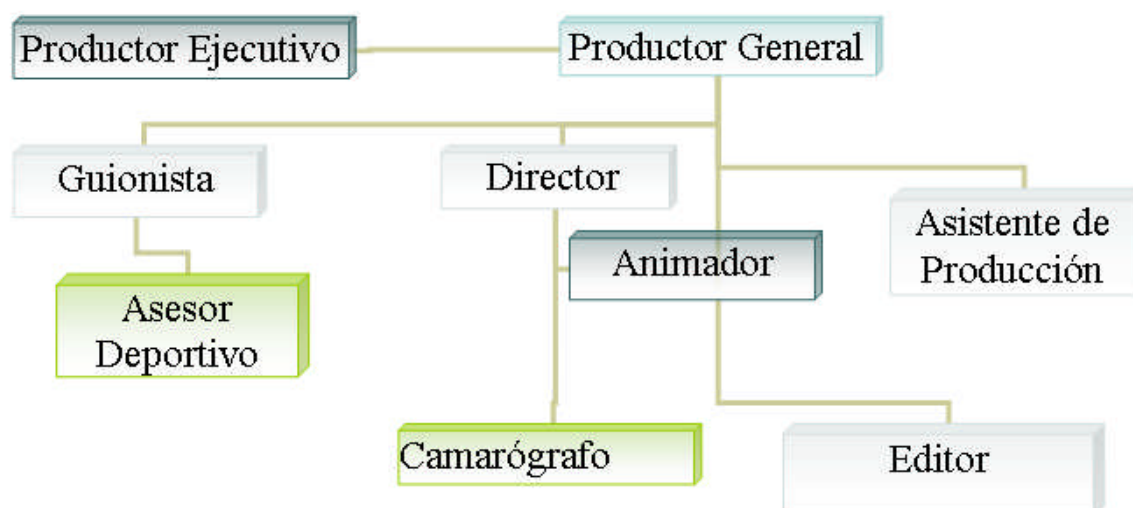 Productor Ejecutivo
Productor General
Guionista
Director
Asistente de
Producción
Animador
Asesor
Deportivo
Camarógrafo
Editor